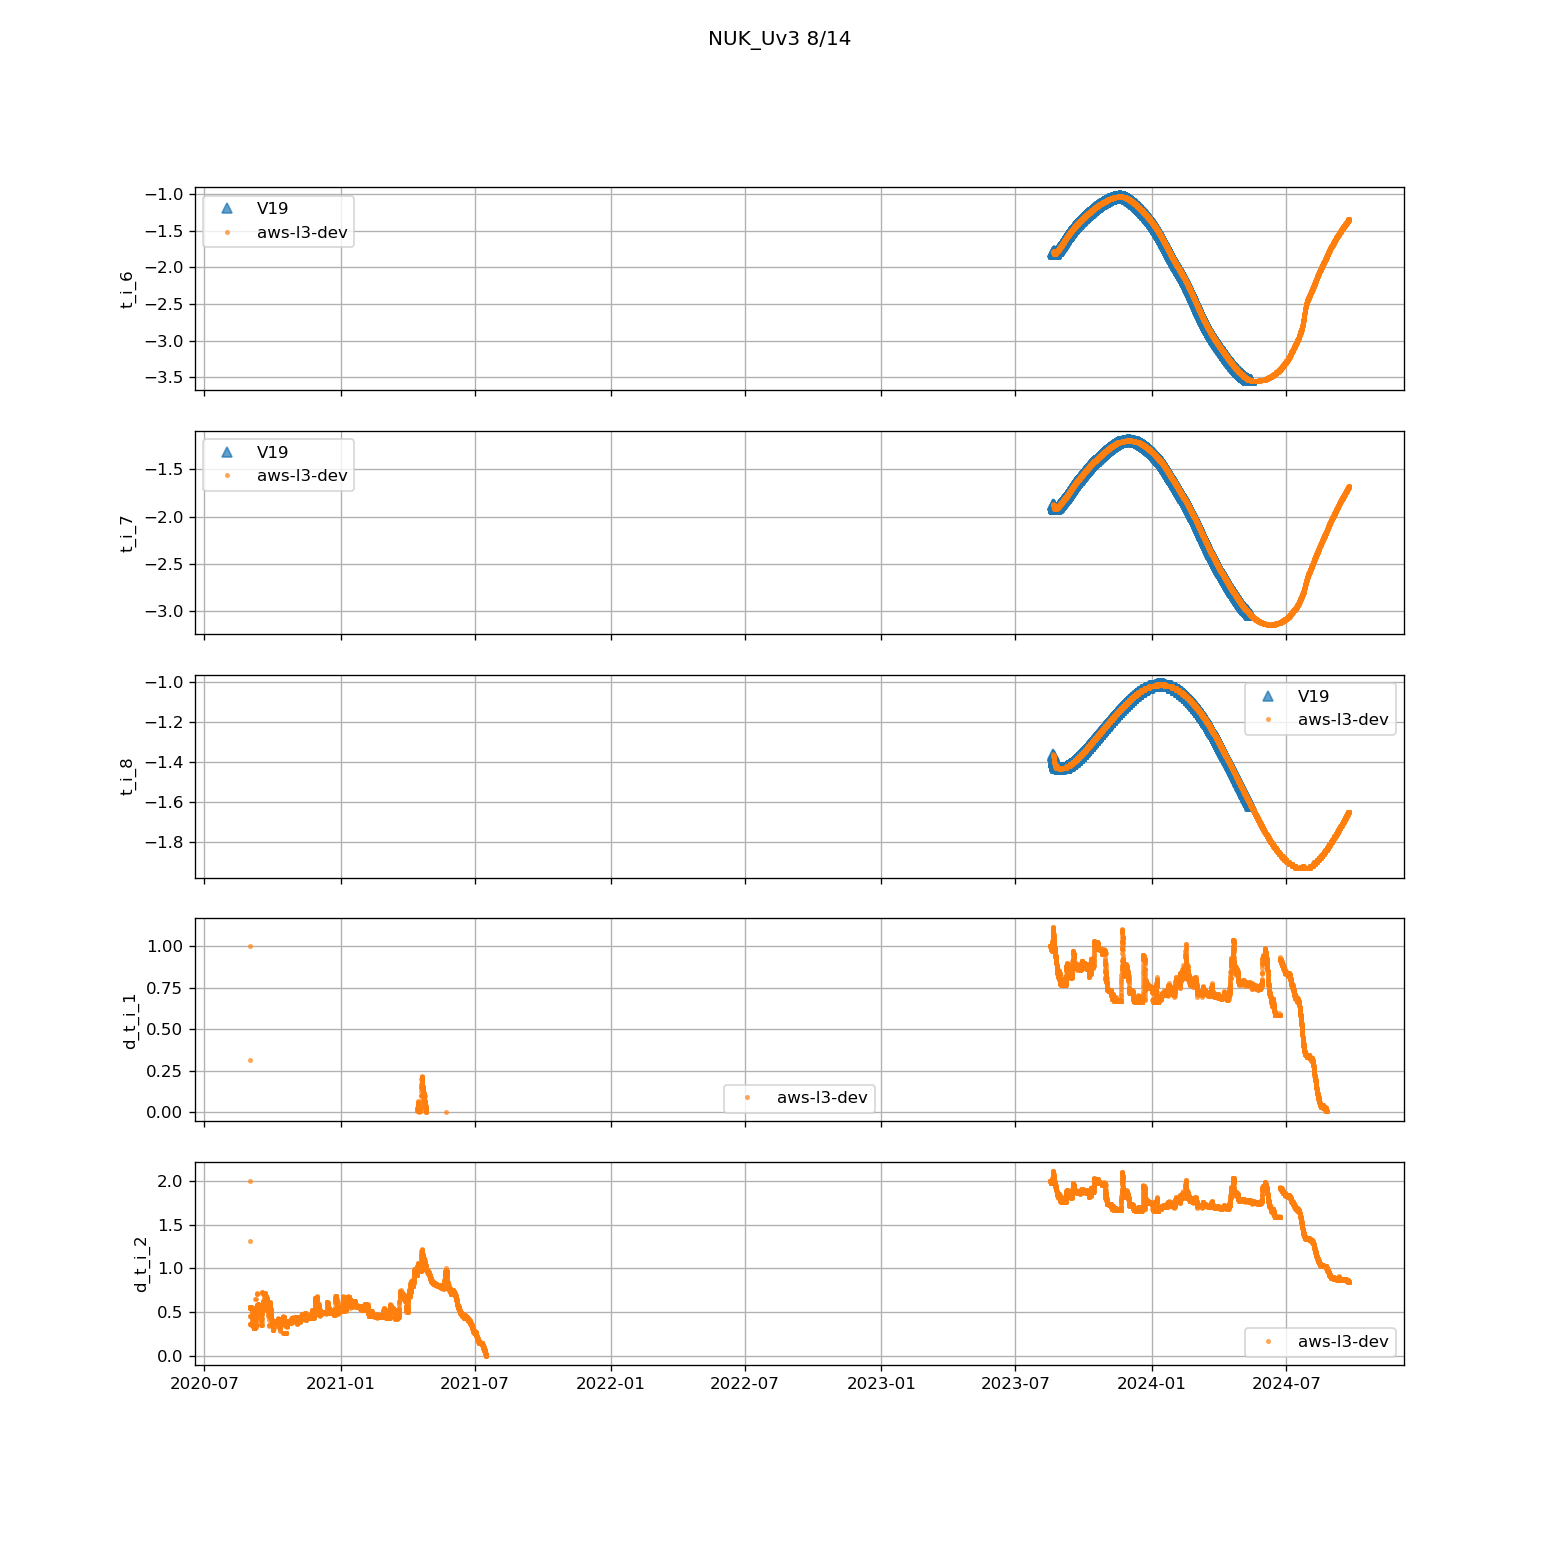 NUK_Uv3 8/14
−1.0
−1.5
−2.0
−2.5
−3.0
−3.5
t_i_6
V19
aws-l3-dev
−1.5
−2.0
−2.5
−3.0
t_i_7
V19
aws-l3-dev
−1.0
−1.2
−1.4
−1.6
−1.8
t_i_8
V19
aws-l3-dev
1.00
0.75
0.50
0.25
0.00
d_t_i_1
aws-l3-dev
2.0
1.5
1.0
0.5
0.0
d_t_i_2
aws-l3-dev
2020-07 2021-01 2021-07 2022-01 2022-07 2023-01 2023-07 2024-01 2024-07